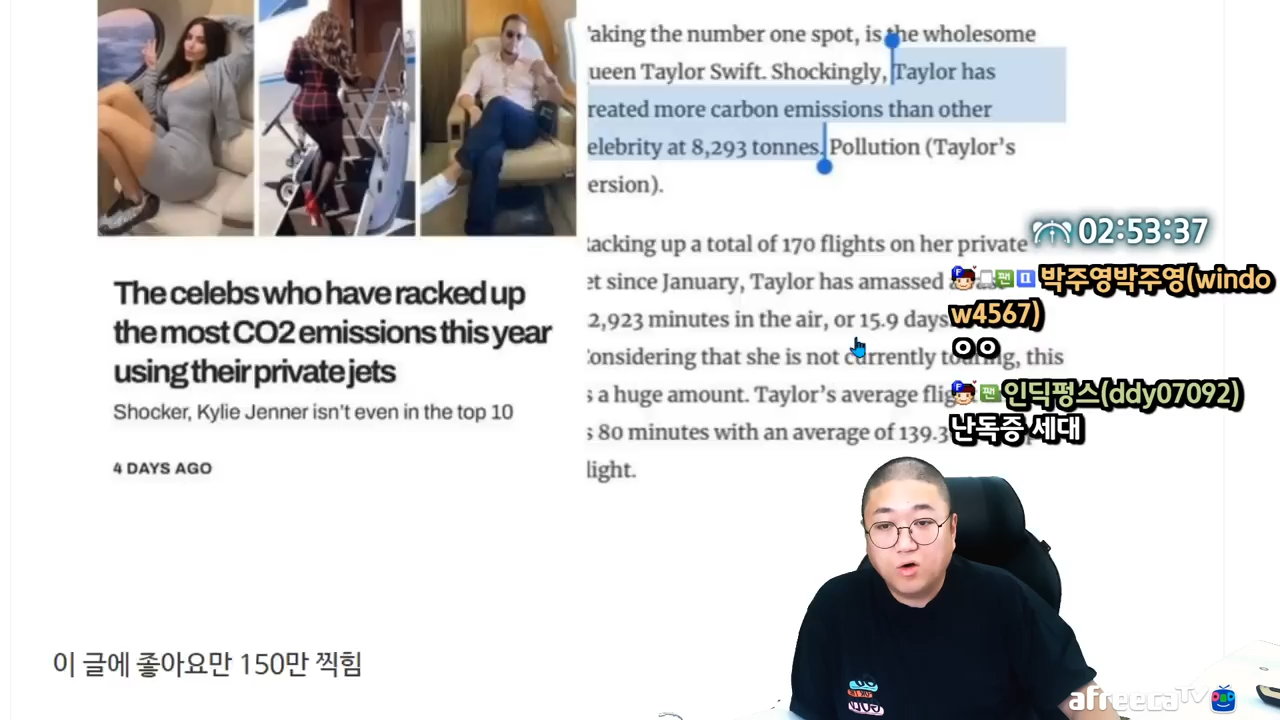 The celebs who have racked up
the most CO2 emissions this year
using their private jets
Shocker, Kylie Jenner isn't even in the top 10
4 DAYS AGO
aking the number one spot, is the wholesome
ueen Taylor Swift. Shockingly, Taylor has
reated more carbon emissions than other
elebrity at 8,293 tonnes. Pollution (Taylor's
ersion).
acking up a total of 170 flights on her private
et since January, Taylor has amassed a
2,923 minutes in the air, or 15.9 days
onsidering that she is not currently touring, this
s a huge amount. Taylor's average flig
s 80 minutes with an average of 139.3
light.
02:53:37
박주영박주영(windo
w4567)
ㅇㅇ
인딕펑스(ddy07092)
난독증 세대
이 글에 좋아요만 150만 찍힘
afreecaTV